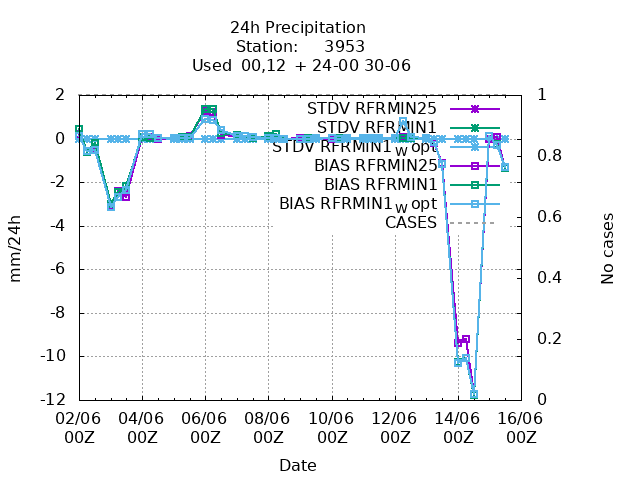 24h Precipitation
Station: 3953
Used 00,12 + 24-00 30-06
STDV RFRMIN25
STDV RFRMIN1
STDV RFRMIN1w opt
BIAS RFRMIN25
BIAS RFRMIN1
BIAS RFRMIN1w opt
CASES
2
0
-2
-4
-6
-8
-10
-12
mm/24h
1
0.8
0.6
0.4
0.2
0
No cases
02/06 04/06 06/06 08/06 10/06 12/06 14/06 16/06
00Z 00Z 00Z 00Z 00Z 00Z 00Z 00Z
Date